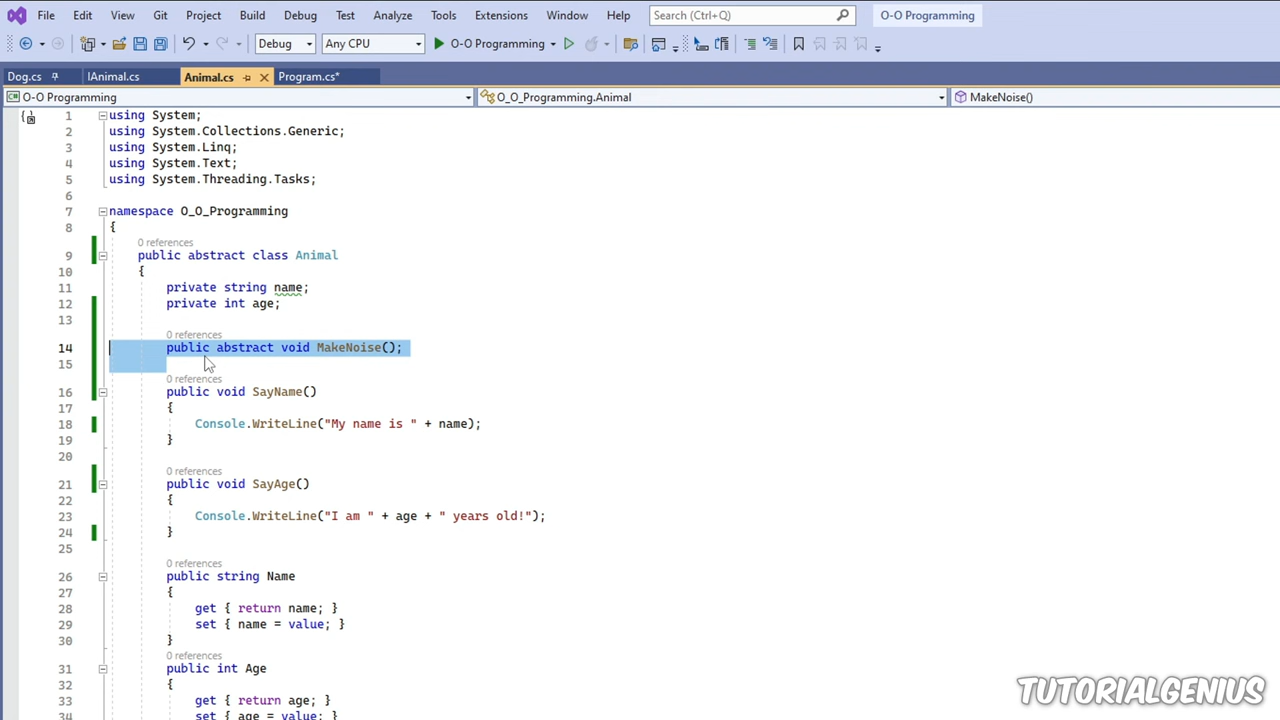 File Edit View Git Project Build Debug Test Analyze Tools Extensions Window Help Search (Ctrl+Q) O-O Programming
Debug Any CPU O-O Programming
Dog.cs IAnimal.cs Animal.cs Program.cs*
O-O Programming O_O_Programming.Animal MakeNoise()
1 using System;
2 using System.Collections.Generic;
3 using System.Linq;
4 using System.Text;
5 using System.Threading.Tasks;
6
7 namespace O_O_Programming
8 {
0 references
9 public abstract class Animal
10 {
11 private string name;
12 private int age;
13
0 references
14 public abstract void MakeNoise();
15
0 references
16 public void SayName()
17 {
18 Console.WriteLine("My name is " + name);
19 }
20
0 references
21 public void SayAge()
22 {
23 Console.WriteLine("I am " + age + " years old!");
24 }
25
0 references
26 public string Name
27 {
28 get { return name; }
29 set { name = value; }
30 }
0 references
31 public int Age
32 {
33 get { return age; }
34 set { age = value; }
TUTORIALGENIUS